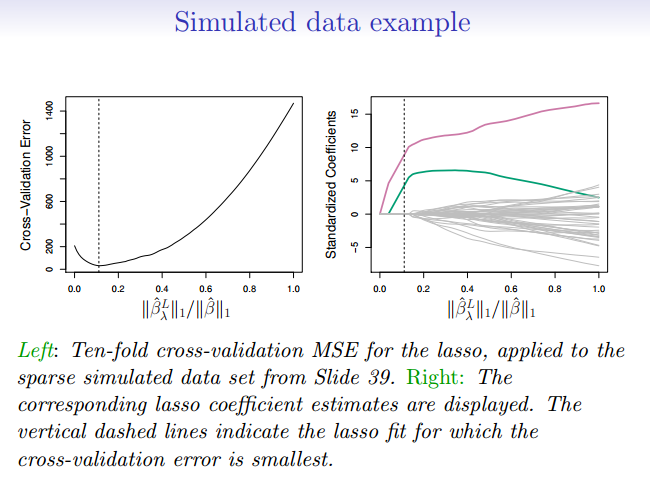 Simulated data example
Cross−Validation Error
0 200 600 1000 1400
0.0 0.2 0.4 0.6 0.8 1.0
‖β̂λᴸ‖₁/‖β̂‖₁
Standardized Coefficients
−5 0 5 10 15
0.0 0.2 0.4 0.6 0.8 1.0
‖β̂λᴸ‖₁/‖β̂‖₁
Left: Ten-fold cross-validation MSE for the lasso, applied to the
sparse simulated data set from Slide 39. Right: The
corresponding lasso coefficient estimates are displayed. The
vertical dashed lines indicate the lasso fit for which the
cross-validation error is smallest.